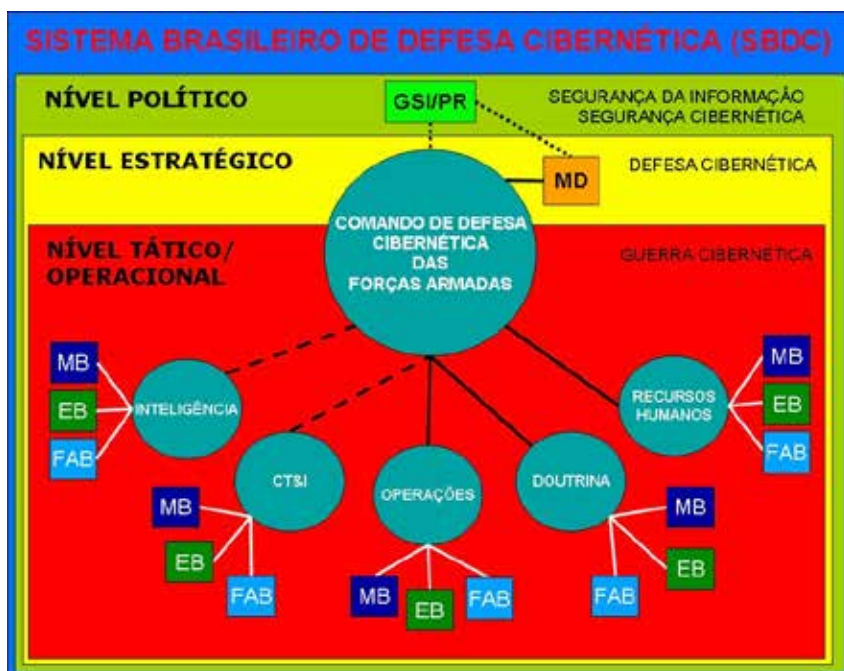 SISTEMA BRASILEIRO DE DEFESA CIBERNÉTICA (SBDC)
NÍVEL POLÍTICO
GSI/PR
SEGURANÇA DA INFORMAÇÃO
SEGURANÇA CIBERNÉTICA
NÍVEL ESTRATÉGICO
MD
DEFESA CIBERNÉTICA
COMANDO DE DEFESA
CIBERNÉTICA
DAS
FORÇAS ARMADAS
NÍVEL TÁTICO/
OPERACIONAL
GUERRA CIBERNÉTICA
MB
EB
FAB
INTELIGÊNCIA
RECURSOS
HUMANOS
MB
EB
FAB
CT&I
MB
EB
FAB
OPERAÇÕES
MB
EB
FAB
DOUTRINA
MB
EB
FAB